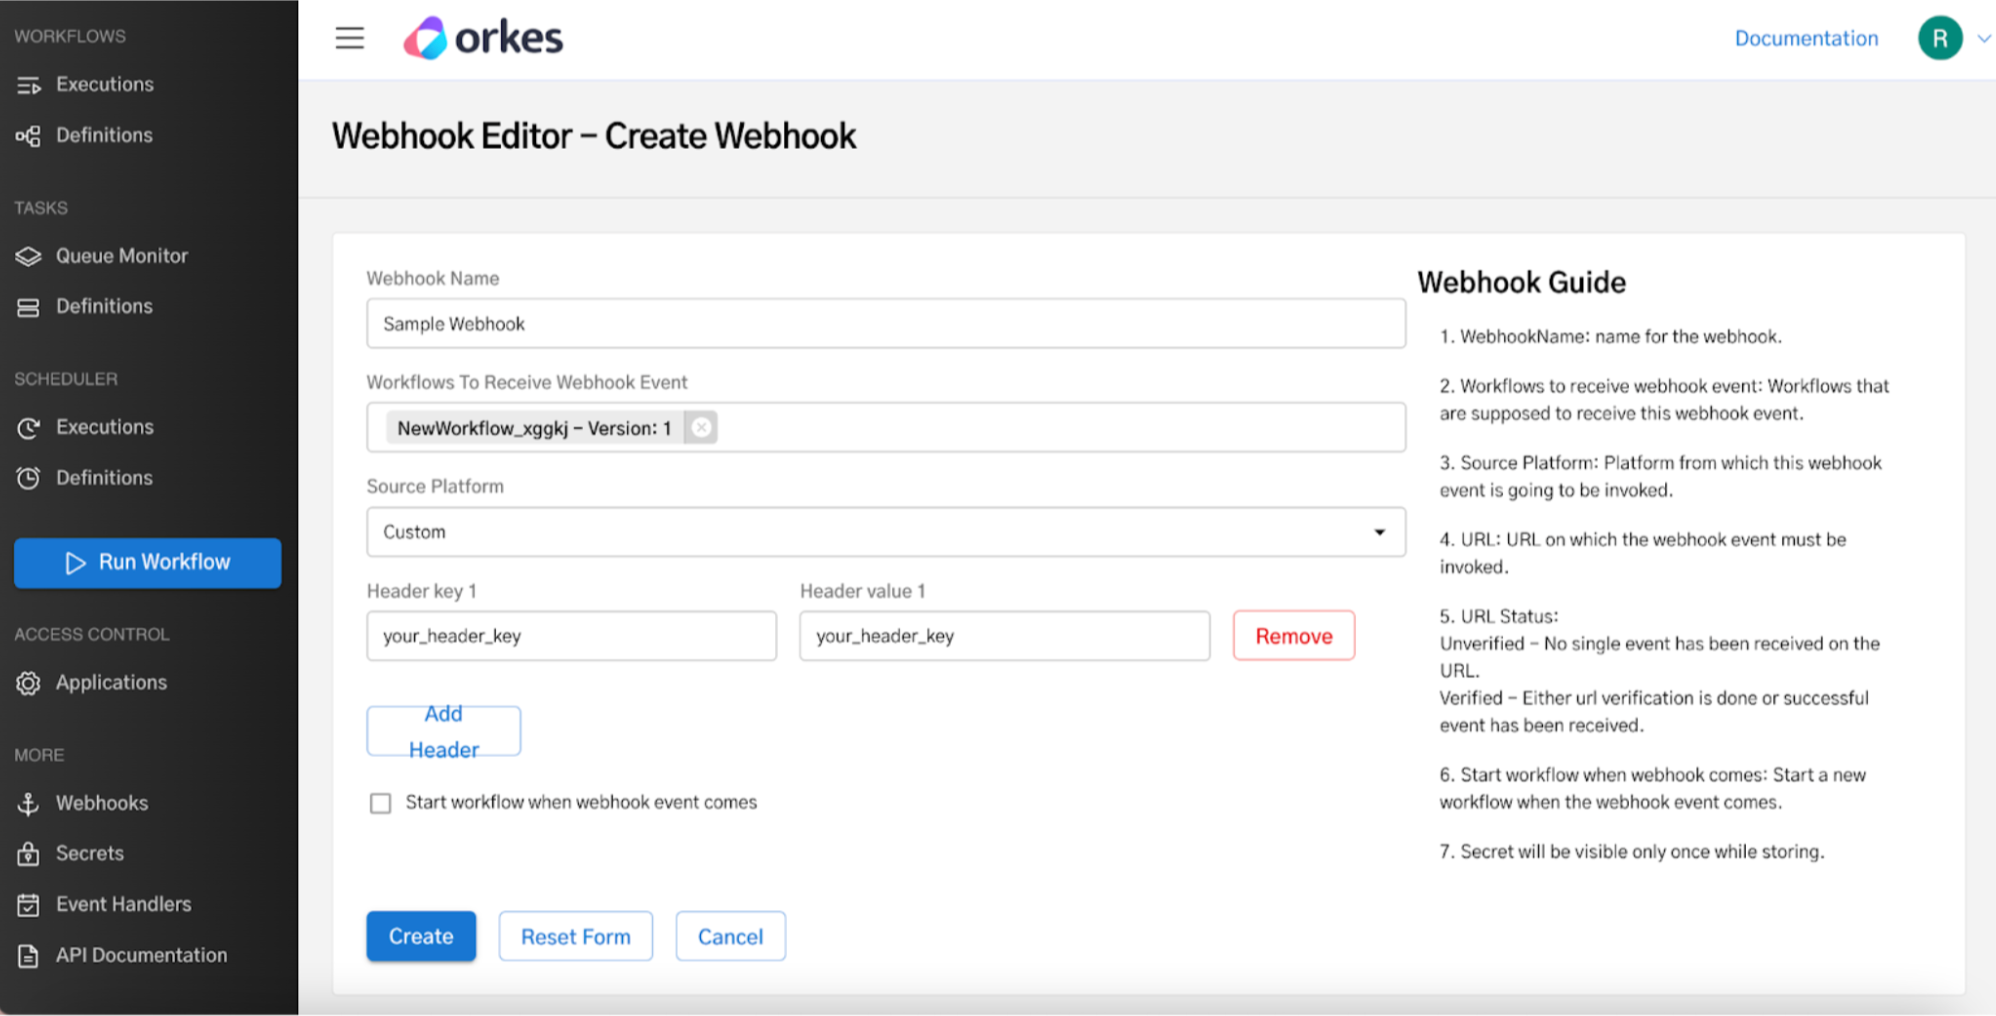 WORKFLOWS
Executions
Definitions
TASKS
Queue Monitor
Definitions
SCHEDULER
Executions
Definitions
Run Workflow
ACCESS CONTROL
Applications
MORE
Webhooks
Secrets
Event Handlers
API Documentation
orkes
Documentation
R
Webhook Editor – Create Webhook
Webhook Name
Sample Webhook
Workflows To Receive Webhook Event
NewWorkflow_xggkj – Version: 1
Source Platform
Custom
Header key 1
Header value 1
your_header_key
your_header_key
Remove
Add
Header
Start workflow when webhook event comes
Create
Reset Form
Cancel
Webhook Guide
1. WebhookName: name for the webhook.
2. Workflows to receive webhook event: Workflows that
are supposed to receive this webhook event.
3. Source Platform: Platform from which this webhook
event is going to be invoked.
4. URL: URL on which the webhook event must be
invoked.
5. URL Status:
Unverified – No single event has been received on the
URL.
Verified – Either url verification is done or successful
event has been received.
6. Start workflow when webhook comes: Start a new
workflow when the webhook event comes.
7. Secret will be visible only once while storing.